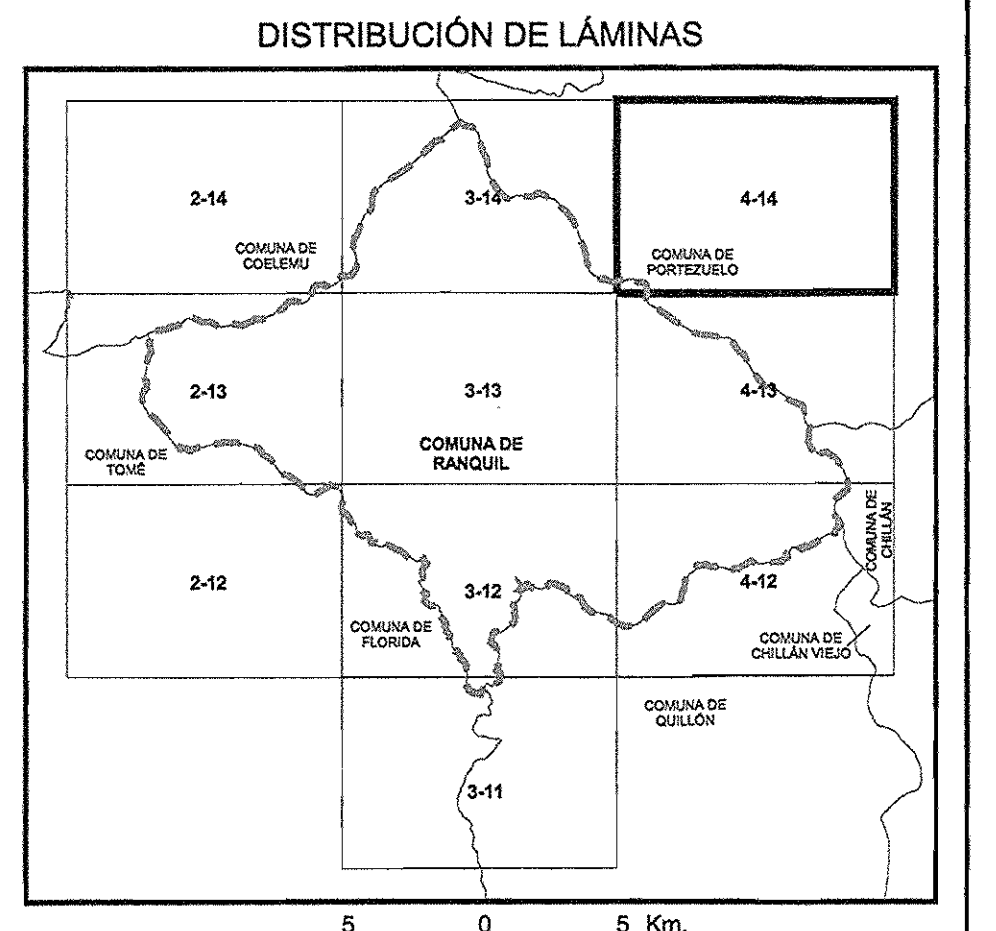 DISTRIBUCIÓN DE LÁMINAS
2-14
3-14
4-14
COMUNA DE
COELEMU
COMUNA DE
PORTEZUELO
2-13
3-13
4-13
COMUNA DE
TOMÉ
COMUNA DE
RANQUIL
COMUNA DE
CHILLÁN
2-12
3-12
4-12
COMUNA DE
FLORIDA
COMUNA DE
CHILLÁN VIEJO
COMUNA DE
QUILLÓN
3-11
5 0 5 Km.